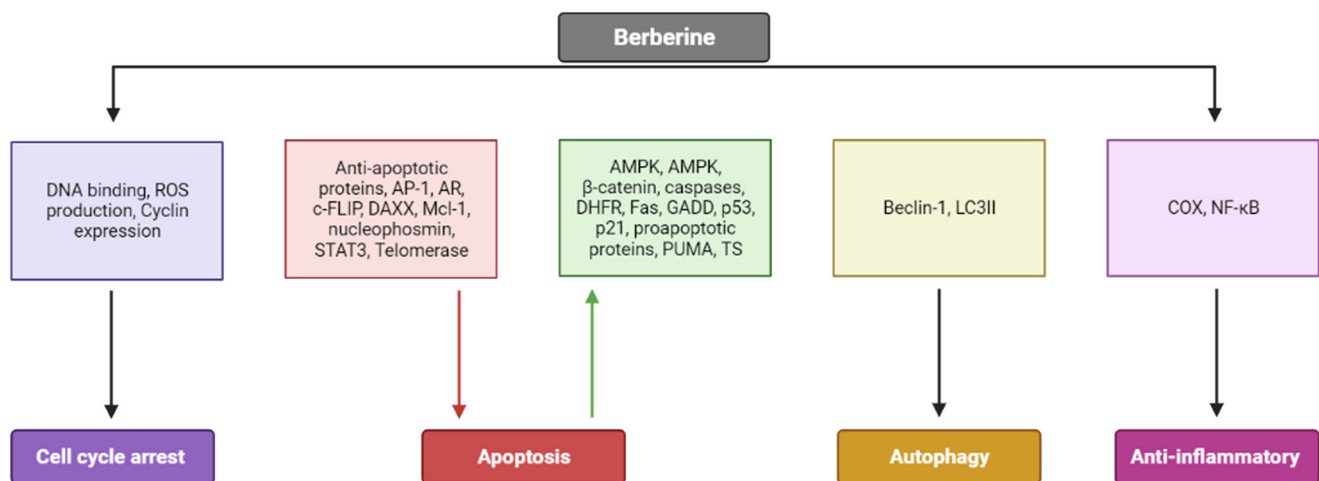 Berberine
DNA binding, ROS
production, Cyclin
expression
Anti-apoptotic
proteins, AP-1, AR,
c-FLIP, DAXX, Mcl-1,
nucleophosmin,
STAT3, Telomerase
AMPK, AMPK,
β-catenin, caspases,
DHFR, Fas, GADD, p53,
p21, proapoptotic
proteins, PUMA, TS
Beclin-1, LC3II
COX, NF-κB
Cell cycle arrest
Apoptosis
Autophagy
Anti-inflammatory